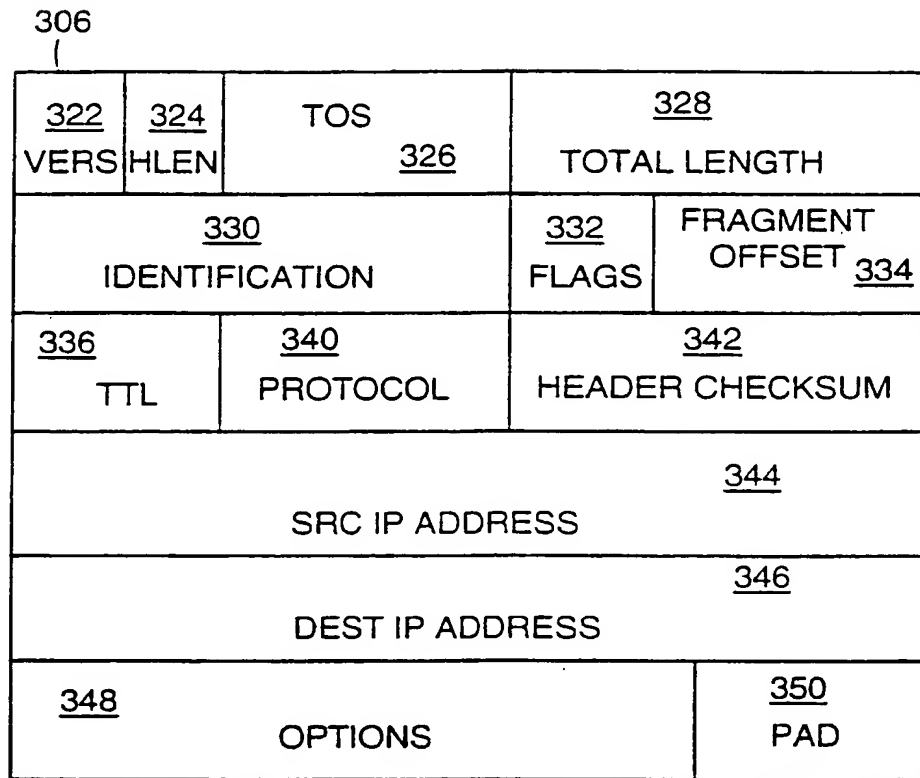 306
322
VERS
324
HLEN
TOS
326
328
TOTAL LENGTH
330
IDENTIFICATION
332
FLAGS
FRAGMENT
OFFSET 334
336
TTL
340
PROTOCOL
342
HEADER CHECKSUM
344
SRC IP ADDRESS
346
DEST IP ADDRESS
348
OPTIONS
350
PAD